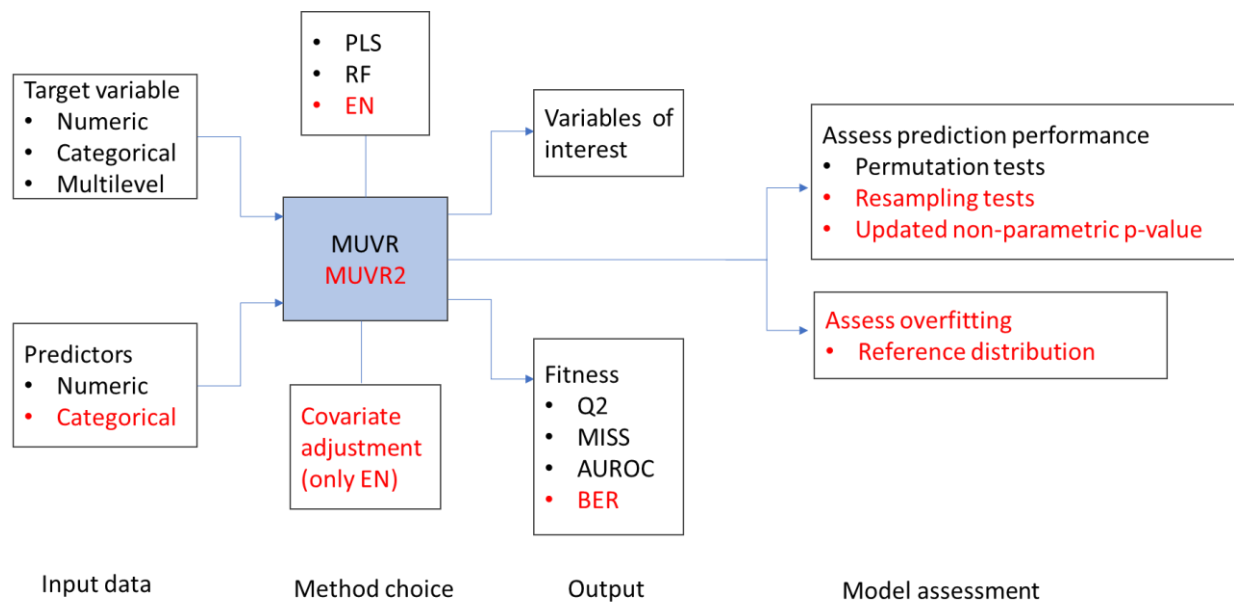 Target variable
• Numeric
• Categorical
• Multilevel
Predictors
• Numeric
• Categorical
• PLS
• RF
• EN
MUVR
MUVR2
Covariate
adjustment
(only EN)
Variables of
interest
Fitness
• Q2
• MISS
• AUROC
• BER
Assess prediction performance
• Permutation tests
• Resampling tests
• Updated non-parametric p-value
Assess overfitting
• Reference distribution
Input data
Method choice
Output
Model assessment